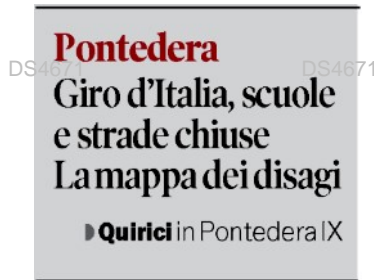 Pontedera
DS4671 DS4671
Giro d’Italia, scuole
e strade chiuse
La mappa dei disagi
Quirici in Pontedera IX